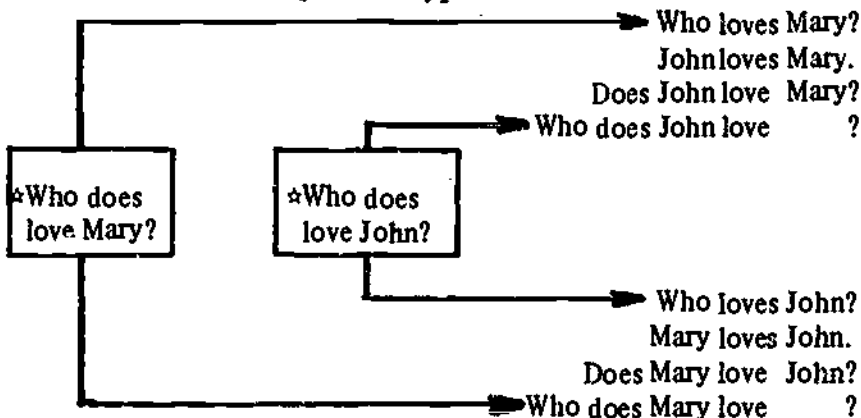 Who loves Mary?
John loves Mary.
Does John love Mary?
Who does John love ?
☆Who does
love Mary?
☆Who does
love John?
Who loves John?
Mary loves John.
Does Mary love John?
Who does Mary love ?